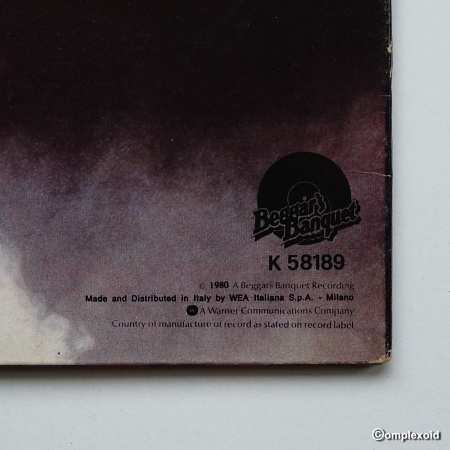 Beggar's
Banquet
K 58189
© 1980 A Beggars Banquet Recording
Made and Distributed in Italy by WEA Italiana S.p.A. - Milano
A Warner Communications Company
Country of manufacture of record as stated on record label
©omplexoid